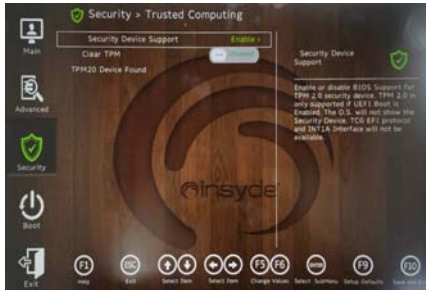 Security > Trusted Computing
Main
Security Device Support
Enable >
Clear TPM
TPM20 Device Found
Security Device
Support
Enable or disable BIOS Support for
TPM 2.0 security device. TPM 2.0 is
only supported if UEFI Boot is
Enabled. The O.S. will not show the
Security Device. TCG EFI protocol
and INT1A Interface will not be
available.
Advanced
Security
insyde
Boot
Exit
F1
Help
ESC
Exit
Select Item
Select Item
F5 F6
Change Values
ENTER
Select SubMenu
F9
Setup Defaults
F10
Save and